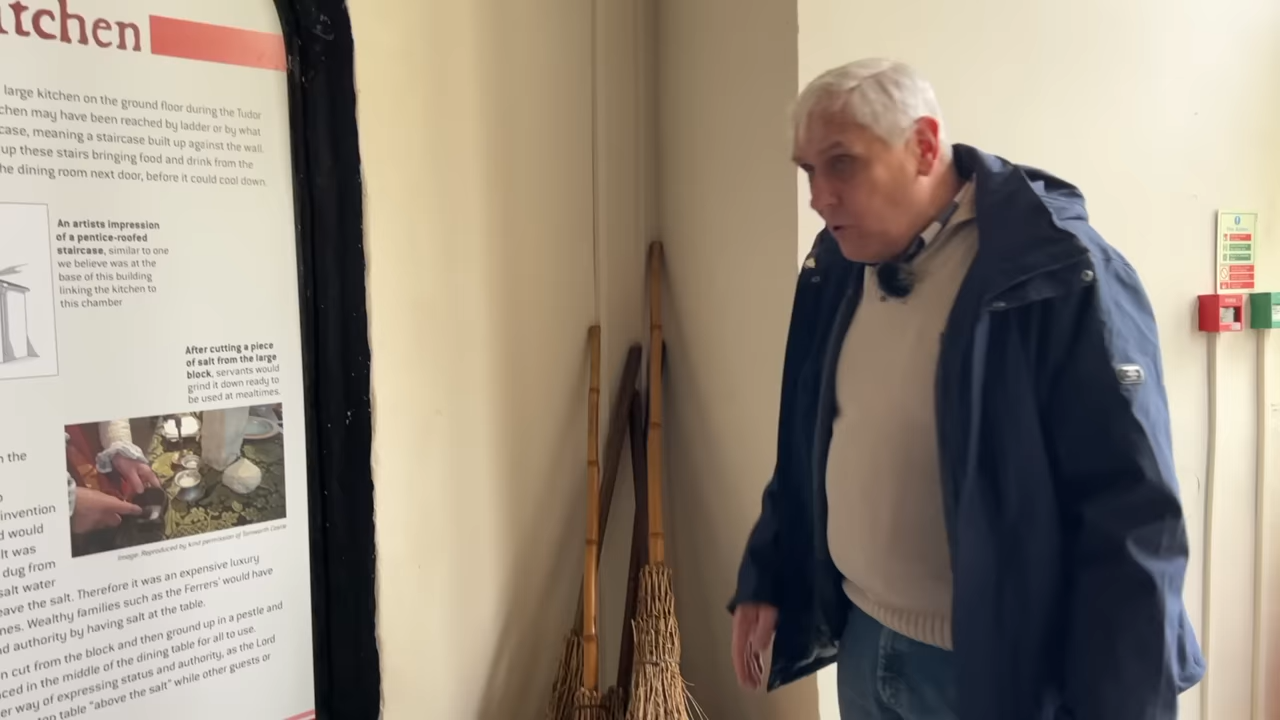 itchen
large kitchen on the ground floor during the Tudor
chen may have been reached by ladder or by what
case, meaning a staircase built up against the wall.
up these stairs bringing food and drink from the
he dining room next door, before it could cool down.
An artists impression
of a pentice-roofed
staircase, similar to one
we believe was at the
base of this building
linking the kitchen to
this chamber
After cutting a piece
of salt from the large
block, servants would
grind it down ready to
be used at mealtimes.
Image: Reproduced by kind permission of Tamworth Castle
n the
invention
d would
lt was
dug from
salt water
eave the salt. Therefore it was an expensive luxury
nes. Wealthy families such as the Ferrers' would have
nd authority by having salt at the table.
n cut from the block and then ground up in a pestle and
ced in the middle of the dining table for all to use.
er way of expressing status and authority, as the Lord
top table "above the salt" while other guests or